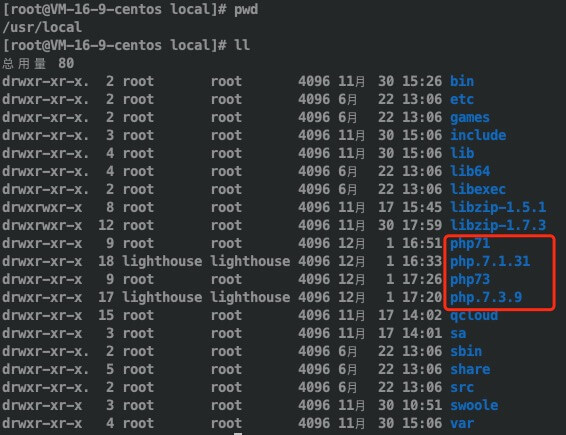 [root@VM-16-9-centos local]# pwd
/usr/local
[root@VM-16-9-centos local]# ll
总用量 80
drwxr-xr-x. 2 root root 4096 11月 30 15:26 bin
drwxr-xr-x. 2 root root 4096 6月 22 13:06 etc
drwxr-xr-x. 2 root root 4096 6月 22 13:06 games
drwxr-xr-x. 3 root root 4096 11月 30 15:06 include
drwxr-xr-x. 4 root root 4096 11月 30 15:06 lib
drwxr-xr-x. 4 root root 4096 6月 22 13:06 lib64
drwxr-xr-x. 2 root root 4096 6月 22 13:06 libexec
drwxrwxr-x 8 root root 4096 11月 17 15:45 libzip-1.5.1
drwxrwxr-x 12 root root 4096 11月 30 17:59 libzip-1.7.3
drwxr-xr-x 9 root root 4096 12月 1 16:51 php71
drwxr-xr-x 18 lighthouse lighthouse 4096 12月 1 16:33 php.7.1.31
drwxr-xr-x 9 root root 4096 12月 1 17:26 php73
drwxr-xr-x 17 lighthouse lighthouse 4096 12月 1 17:20 php.7.3.9
drwxr-xr-x 15 root root 4096 11月 17 14:02 qcloud
drwxr-xr-x 3 root root 4096 11月 17 14:01 sa
drwxr-xr-x. 2 root root 4096 6月 22 13:06 sbin
drwxr-xr-x. 5 root root 4096 6月 22 13:06 share
drwxr-xr-x. 2 root root 4096 6月 22 13:06 src
drwxr-xr-x 3 root root 4096 11月 30 10:51 swoole
drwxr-xr-x 4 root root 4096 11月 30 15:06 var